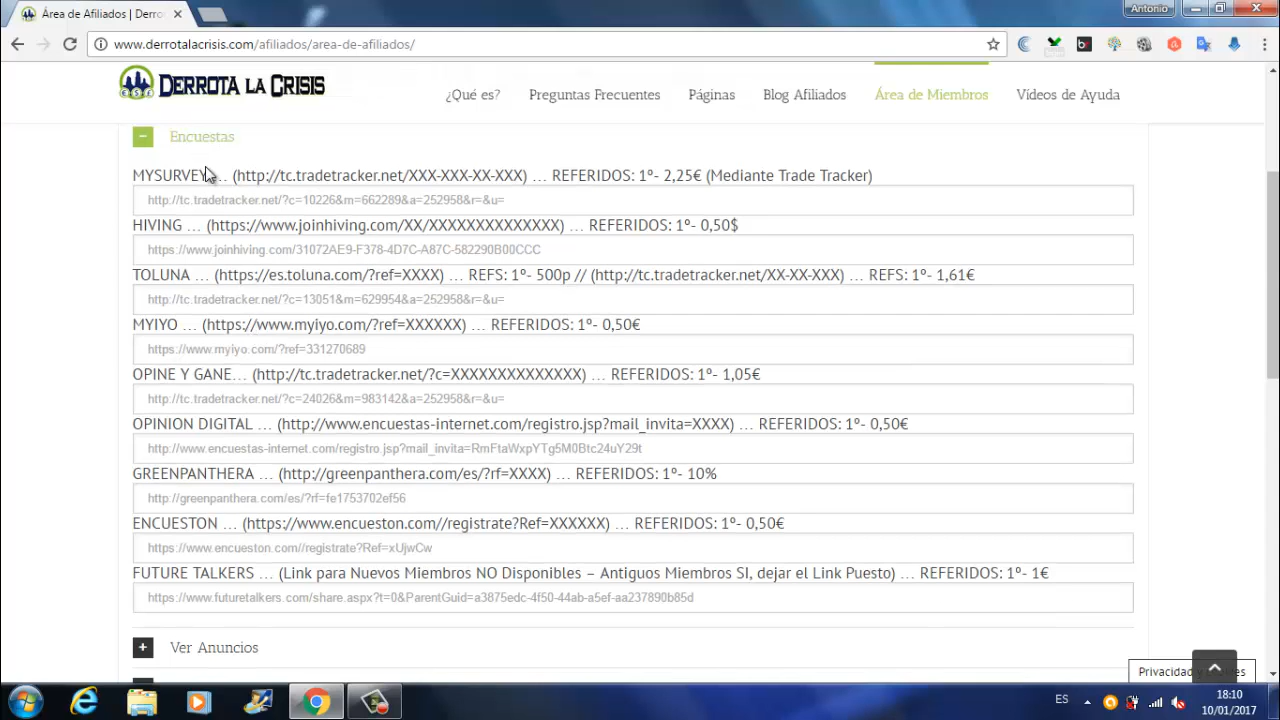 Área de Afiliados | Derro
Antonio
www.derrotalacrisis.com/afiliados/area-de-afiliados/
DERROTA LA CRISIS
¿Qué es?
Preguntas Frecuentes
Páginas
Blog Afiliados
Área de Miembros
Vídeos de Ayuda
Encuestas
MYSURVEY ... (http://tc.tradetracker.net/XXX-XXX-XX-XXX) ... REFERIDOS: 1º- 2,25€ (Mediante Trade Tracker)
http://tc.tradetracker.net/?c=10226&m=662289&a=252958&r=&u=
HIVING ... (https://www.joinhiving.com/XX/XXXXXXXXXXXXXX) ... REFERIDOS: 1º- 0,50$
https://www.joinhiving.com/31072AE9-F378-4D7C-A87C-582290B00CCC
TOLUNA ... (https://es.toluna.com/?ref=XXXX) ... REFS: 1º- 500p // (http://tc.tradetracker.net/XX-XX-XXX) ... REFS: 1º- 1,61€
http://tc.tradetracker.net/?c=13051&m=629954&a=252958&r=&u=
MYIYO ... (https://www.myiyo.com/?ref=XXXXXX) ... REFERIDOS: 1º- 0,50€
https://www.myiyo.com/?ref=331270689
OPINE Y GANE... (http://tc.tradetracker.net/?c=XXXXXXXXXXXXXX) ... REFERIDOS: 1º- 1,05€
http://tc.tradetracker.net/?c=24026&m=983142&a=252958&r=&u=
OPINION DIGITAL ... (http://www.encuestas-internet.com/registro.jsp?mail_invita=XXXX) ... REFERIDOS: 1º- 0,50€
http://www.encuestas-internet.com/registro.jsp?mail_invita=RmFtaWxpYTg5M0Btc24uY29t
GREENPANTHERA ... (http://greenpanthera.com/es/?rf=XXXX) ... REFERIDOS: 1º- 10%
http://greenpanthera.com/es/?rf=fe1753702ef56
ENCUESTON ... (https://www.encueston.com//registrate?Ref=XXXXXX) ... REFERIDOS: 1º- 0,50€
https://www.encueston.com//registrate?Ref=xUjwCw
FUTURE TALKERS ... (Link para Nuevos Miembros NO Disponibles – Antiguos Miembros SI, dejar el Link Puesto) ... REFERIDOS: 1º- 1€
https://www.futuretalkers.com/share.aspx?t=0&ParentGuid=a3875edc-4f50-44ab-a5ef-aa237890b85d
Ver Anuncios
Privacidad y Cookies
ES
18:10
10/01/2017